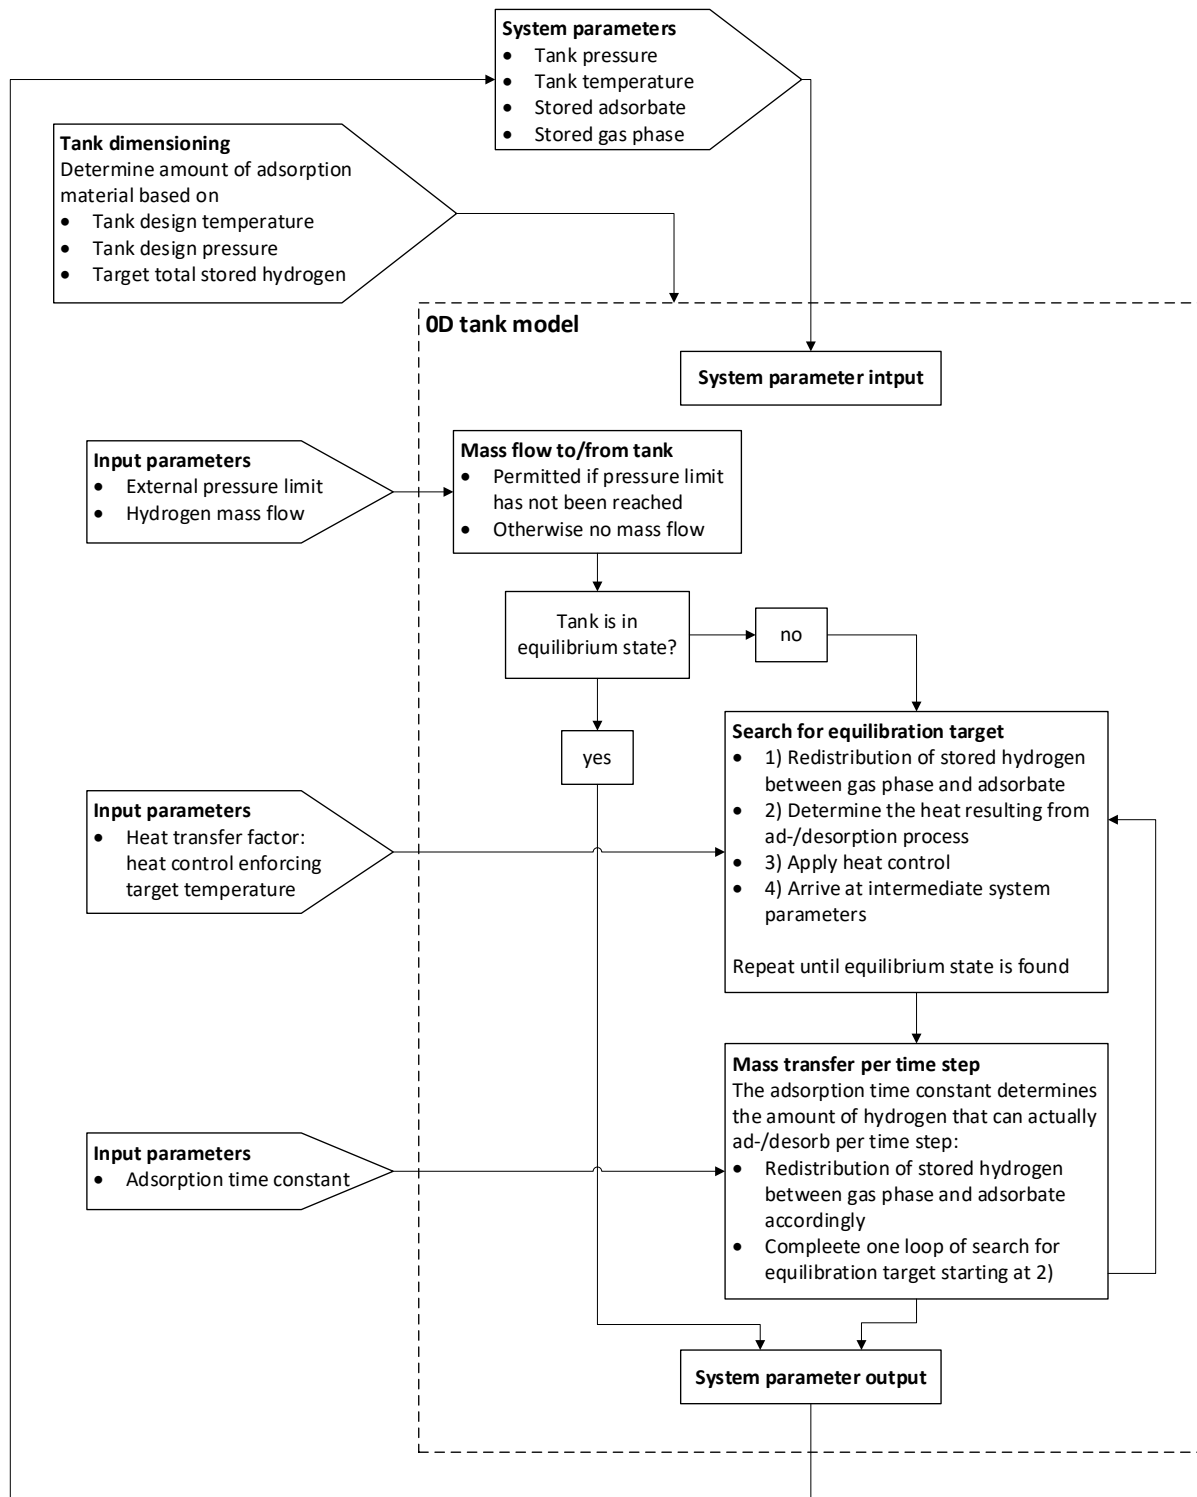 System parameters
• Tank pressure
• Tank temperature
• Stored adsorbate
• Stored gas phase
Tank dimensioning
Determine amount of adsorption
material based on
• Tank design temperature
• Tank design pressure
• Target total stored hydrogen
0D tank model
System parameter intput
Input parameters
• External pressure limit
• Hydrogen mass flow
Mass flow to/from tank
• Permitted if pressure limit
has not been reached
• Otherwise no mass flow
Tank is in
equilibrium state?
no
yes
Search for equilibration target
• 1) Redistribution of stored hydrogen
between gas phase and adsorbate
• 2) Determine the heat resulting from
ad-/desorption process
• 3) Apply heat control
• 4) Arrive at intermediate system
parameters
Repeat until equilibrium state is found
Input parameters
• Heat transfer factor:
heat control enforcing
target temperature
Mass transfer per time step
The adsorption time constant determines
the amount of hydrogen that can actually
ad-/desorb per time step:
• Redistribution of stored hydrogen
between gas phase and adsorbate
accordingly
• Compleete one loop of search for
equilibration target starting at 2)
Input parameters
• Adsorption time constant
System parameter output